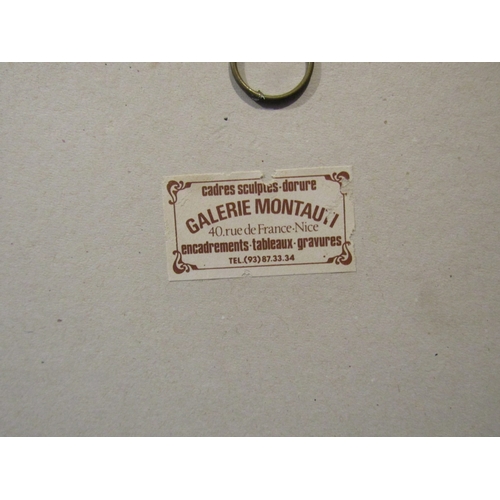 cadres sculptés·dorure
GALERIE MONTAUTI
40, rue de France·Nice
encadrements·tableaux·gravures
TEL.(93) 87.33.34